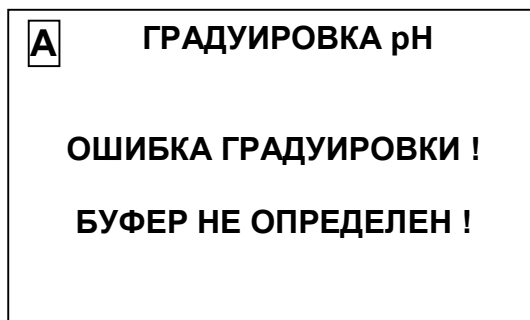 А ГРАДУИРОВКА pH
ОШИБКА ГРАДУИРОВКИ !
БУФЕР НЕ ОПРЕДЕЛЕН !